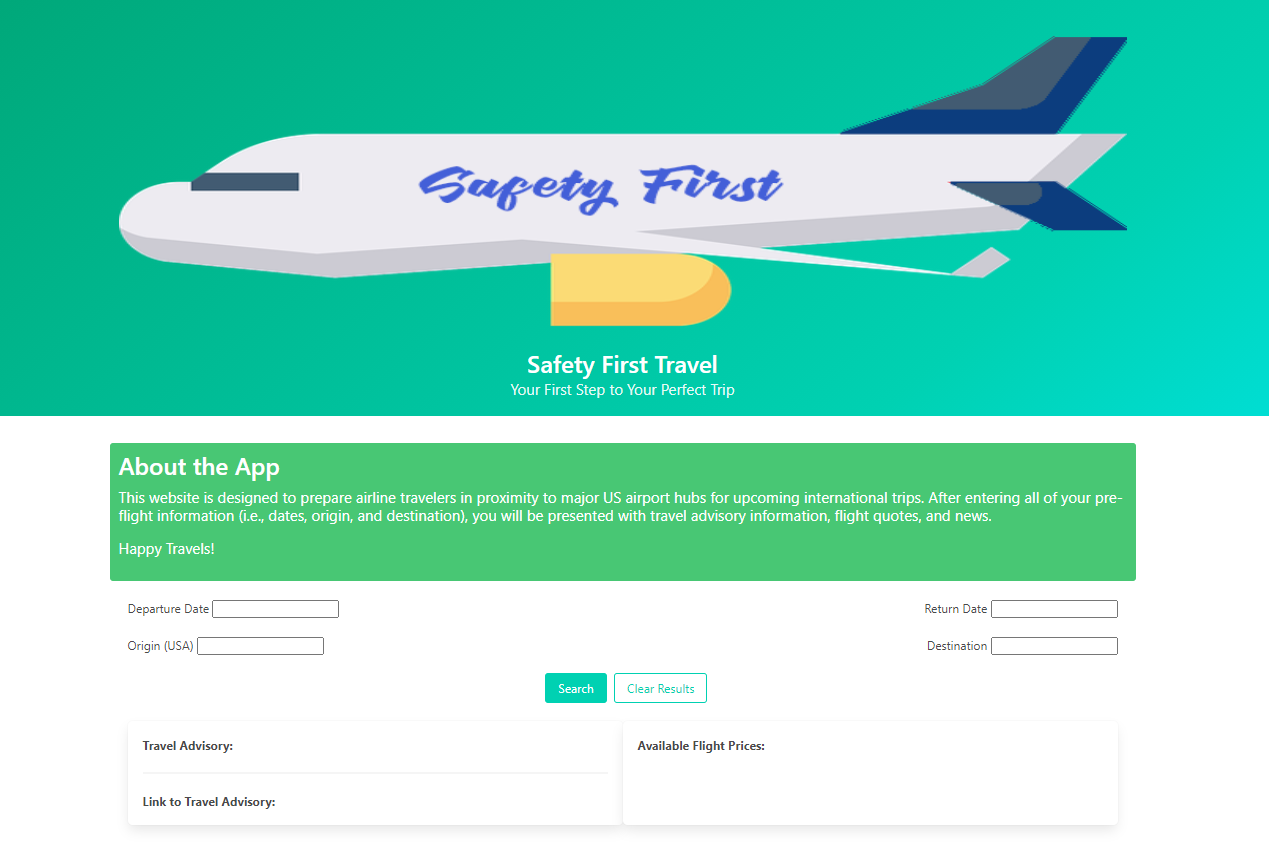 Safety First
Safety First Travel
Your First Step to Your Perfect Trip
About the App
This website is designed to prepare airline travelers in proximity to major US airport hubs for upcoming international trips. After entering all of your pre-
flight information (i.e., dates, origin, and destination), you will be presented with travel advisory information, flight quotes, and news.
Happy Travels!
Departure Date
Return Date
Origin (USA)
Destination
Search
Clear Results
Travel Advisory:
Available Flight Prices:
Link to Travel Advisory: